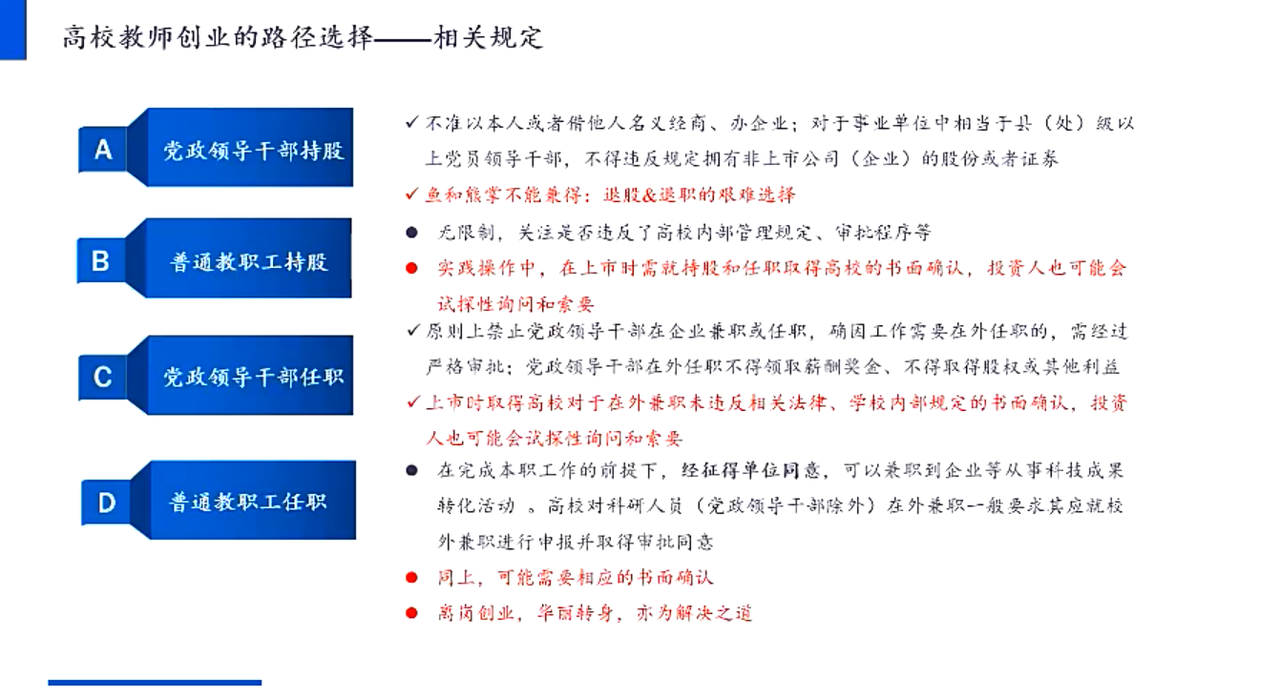 高校教师创业的路径选择——相关规定
A
党政领导干部持股
✓不准以本人或者借他人名义经商、办企业；对于事业单位中相当于县（处）级以
上党员领导干部，不得违反规定拥有非上市公司（企业）的股份或者证券
✓鱼和熊掌不能兼得：退股&退职的艰难选择
B
普通教职工持股
● 无限制，关注是否违反了高校内部管理规定、审批程序等
● 实践操作中，在上市时需就持股和任职取得高校的书面确认，投资人也可能会
试探性询问和索要
C
党政领导干部任职
✓原则上禁止党政领导干部在企业兼职或任职，确因工作需要在外任职的，需经过
严格审批；党政领导干部在外任职不得领取薪酬奖金、不得取得股权或其他利益
✓上市时取得高校对于在外兼职未违反相关法律、学校内部规定的书面确认，投资
人也可能会试探性询问和索要
D
普通教职工任职
● 在完成本职工作的前提下，经征得单位同意，可以兼职到企业等从事科技成果
转化活动 。高校对科研人员（党政领导干部除外）在外兼职一般要求其应就校
外兼职进行申报并取得审批同意
● 同上，可能需要相应的书面确认
● 离岗创业，华丽转身，亦为解决之道